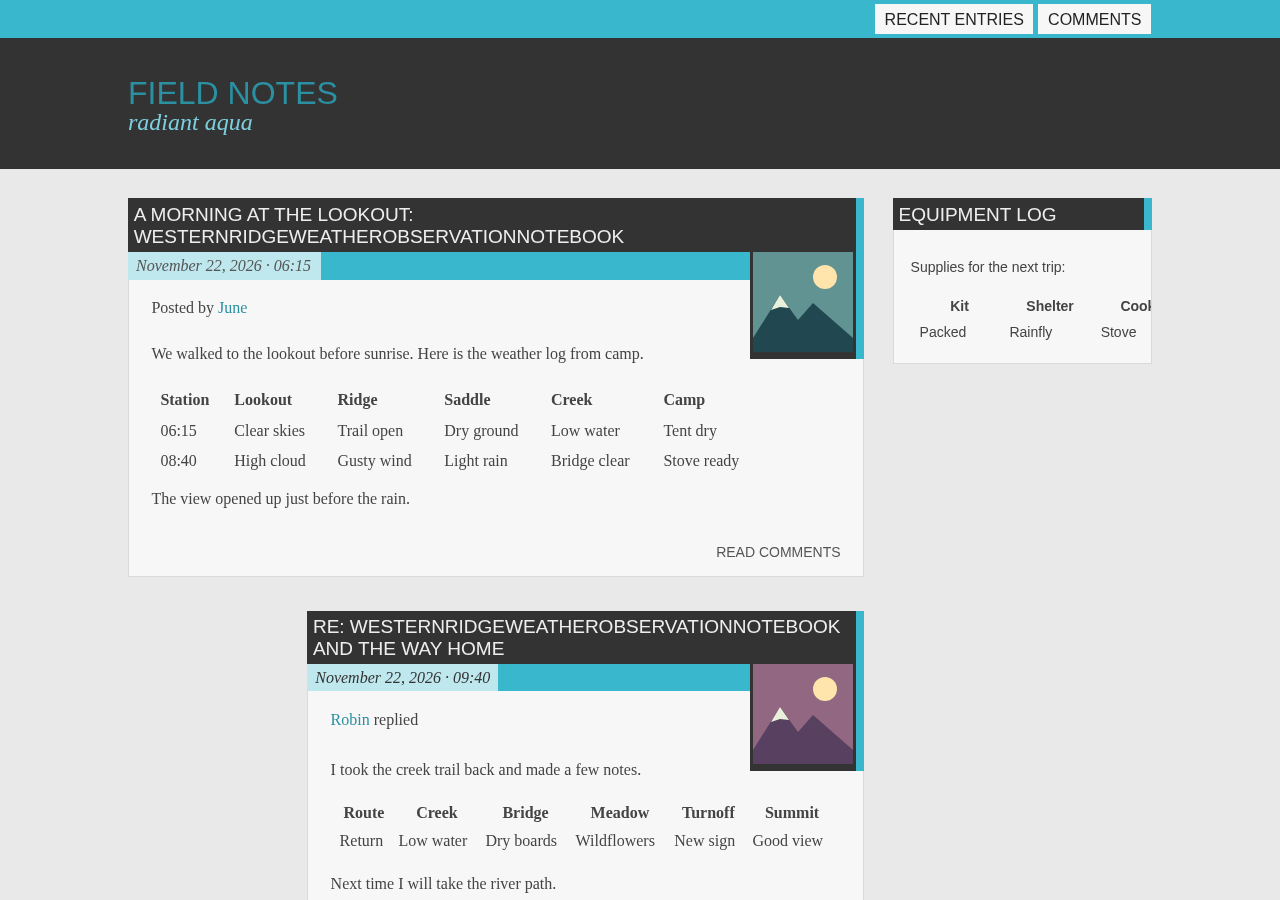 RECENT ENTRIES COMMENTS
FIELD NOTES
radiant aqua
A MORNING AT THE LOOKOUT:
WESTERNRIDGEWEATHEROBSERVATIONNOTEBOOK
November 22, 2026 · 06:15
Posted by June
We walked to the lookout before sunrise. Here is the weather log from camp.
Station Lookout Ridge Saddle Creek Camp
06:15 Clear skies Trail open Dry ground Low water Tent dry
08:40 High cloud Gusty wind Light rain Bridge clear Stove ready
The view opened up just before the rain.
READ COMMENTS
RE: WESTERNRIDGEWEATHEROBSERVATIONNOTEBOOK
AND THE WAY HOME
November 22, 2026 · 09:40
Robin replied
I took the creek trail back and made a few notes.
Route Creek Bridge Meadow Turnoff Summit
Return Low water Dry boards Wildflowers New sign Good view
Next time I will take the river path.
EQUIPMENT LOG
Supplies for the next trip:
Kit Shelter Cook
Packed Rainfly Stove